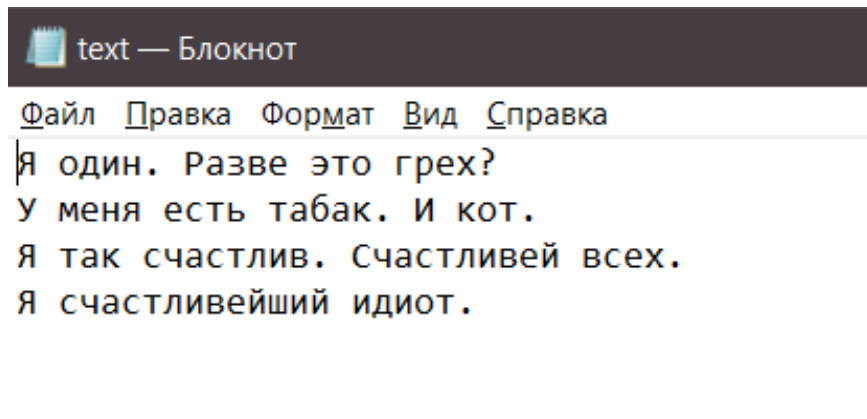 text — Блокнот
Файл Правка Формат Вид Справка
Я один. Разве это грех?
У меня есть табак. И кот.
Я так счастлив. Счастливей всех.
Я счастливейший идиот.